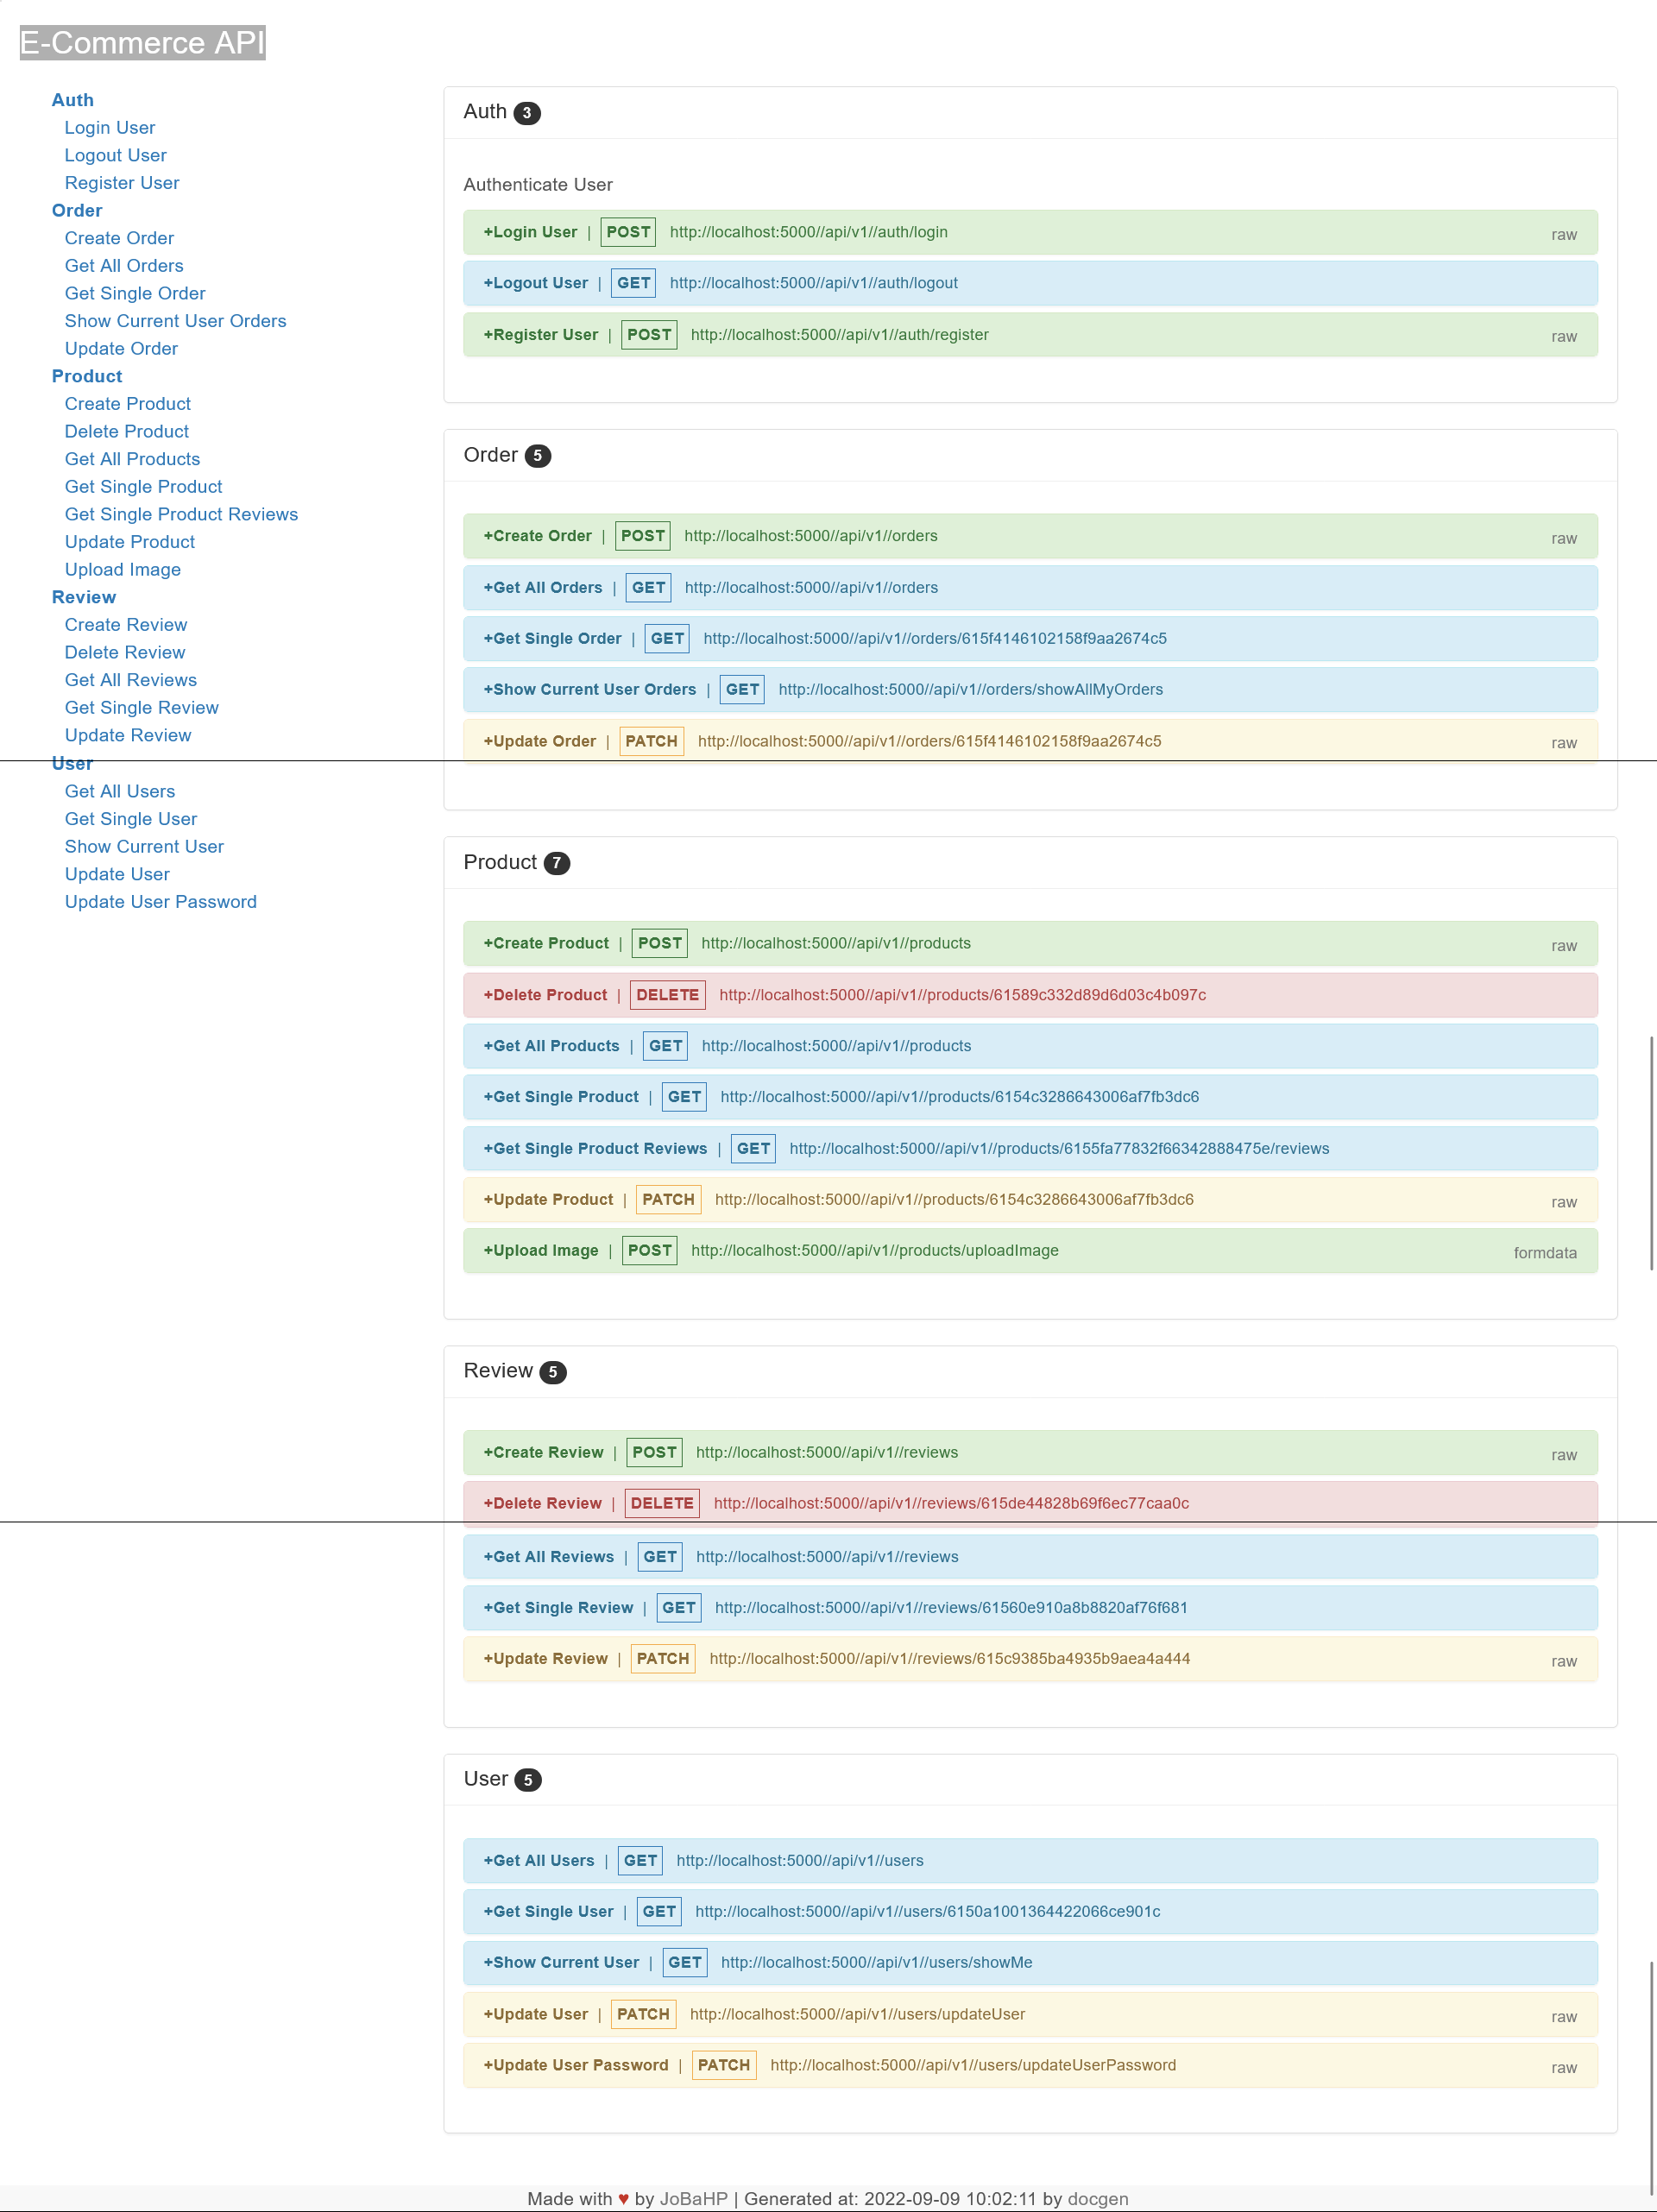 E-Commerce API
Auth
Login User
Logout User
Register User
Order
Create Order
Get All Orders
Get Single Order
Show Current User Orders
Update Order
Product
Create Product
Delete Product
Get All Products
Get Single Product
Get Single Product Reviews
Update Product
Upload Image
Review
Create Review
Delete Review
Get All Reviews
Get Single Review
Update Review
User
Get All Users
Get Single User
Show Current User
Update User
Update User Password
Auth 3
Authenticate User
+Login User | POST http://localhost:5000//api/v1//auth/login raw
+Logout User | GET http://localhost:5000//api/v1//auth/logout
+Register User | POST http://localhost:5000//api/v1//auth/register raw
Order 5
+Create Order | POST http://localhost:5000//api/v1//orders raw
+Get All Orders | GET http://localhost:5000//api/v1//orders
+Get Single Order | GET http://localhost:5000//api/v1//orders/615f4146102158f9aa2674c5
+Show Current User Orders | GET http://localhost:5000//api/v1//orders/showAllMyOrders
+Update Order | PATCH http://localhost:5000//api/v1//orders/615f4146102158f9aa2674c5 raw
Product 7
+Create Product | POST http://localhost:5000//api/v1//products raw
+Delete Product | DELETE http://localhost:5000//api/v1//products/61589c332d89d6d03c4b097c
+Get All Products | GET http://localhost:5000//api/v1//products
+Get Single Product | GET http://localhost:5000//api/v1//products/6154c3286643006af7fb3dc6
+Get Single Product Reviews | GET http://localhost:5000//api/v1//products/6155fa77832f66342888475e/reviews
+Update Product | PATCH http://localhost:5000//api/v1//products/6154c3286643006af7fb3dc6 raw
+Upload Image | POST http://localhost:5000//api/v1//products/uploadImage formdata
Review 5
+Create Review | POST http://localhost:5000//api/v1//reviews raw
+Delete Review | DELETE http://localhost:5000//api/v1//reviews/615de44828b69f6ec77caa0c
+Get All Reviews | GET http://localhost:5000//api/v1//reviews
+Get Single Review | GET http://localhost:5000//api/v1//reviews/61560e910a8b8820af76f681
+Update Review | PATCH http://localhost:5000//api/v1//reviews/615c9385ba4935b9aea4a444 raw
User 5
+Get All Users | GET http://localhost:5000//api/v1//users
+Get Single User | GET http://localhost:5000//api/v1//users/6150a1001364422066ce901c
+Show Current User | GET http://localhost:5000//api/v1//users/showMe
+Update User | PATCH http://localhost:5000//api/v1//users/updateUser raw
+Update User Password | PATCH http://localhost:5000//api/v1//users/updateUserPassword raw
Made with ♥ by JoBaHP | Generated at: 2022-09-09 10:02:11 by docgen